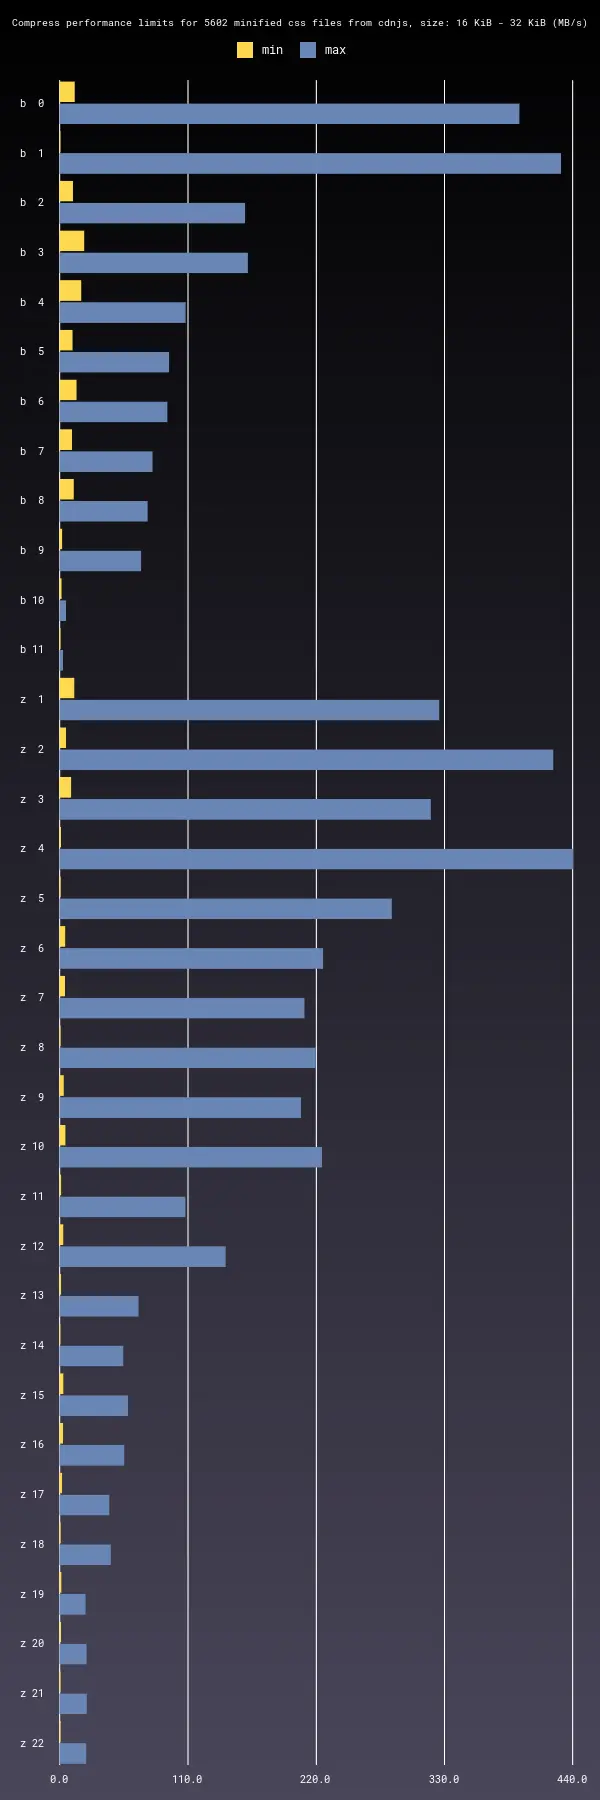 Compress performance limits for 5602 minified css files from cdnjs, size: 16 KiB - 32 KiB (MB/s)
min max
b 0
b 1
b 2
b 3
b 4
b 5
b 6
b 7
b 8
b 9
b 10
b 11
z 1
z 2
z 3
z 4
z 5
z 6
z 7
z 8
z 9
z 10
z 11
z 12
z 13
z 14
z 15
z 16
z 17
z 18
z 19
z 20
z 21
z 22
0.0 110.0 220.0 330.0 440.0